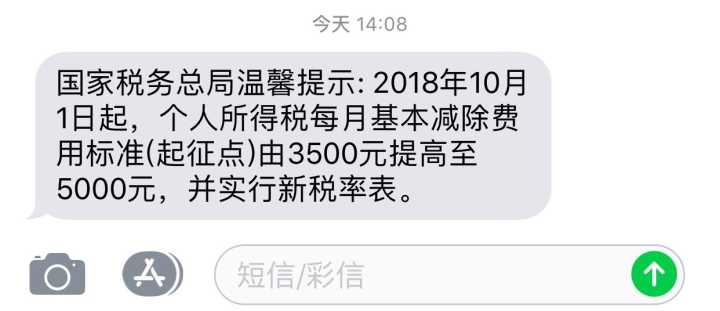 今天 14:08
国家税务总局温馨提示: 2018年10月
1日起，个人所得税每月基本减除费
用标准(起征点)由3500元提高至
5000元，并实行新税率表。
短信/彩信